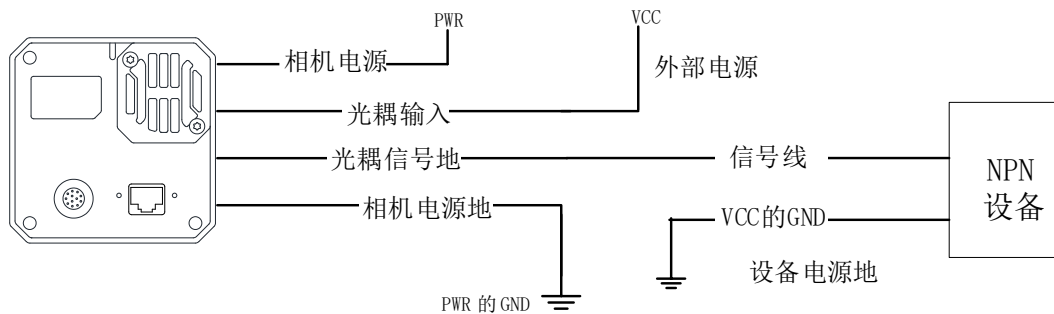 PWR
VCC
相机电源
外部电源
光耦输入
光耦信号地
信号线
NPN
设备
相机电源地
VCC的GND
设备电源地
PWR 的 GND